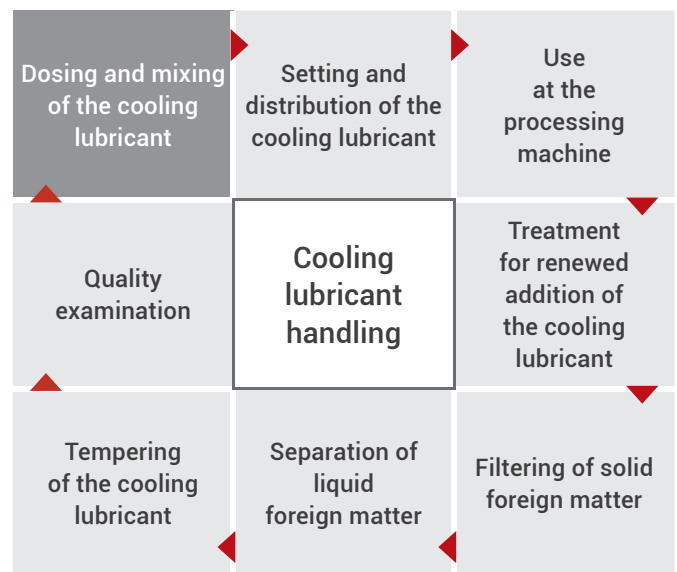 Dosing and mixing
of the cooling
lubricant
Setting and
distribution of the
cooling lubricant
Use
at the
processing
machine
Quality
examination
Cooling
lubricant
handling
Treatment
for renewed
addition of
the cooling
lubricant
Tempering
of the cooling
lubricant
Separation of
liquid
foreign matter
Filtering of solid
foreign matter